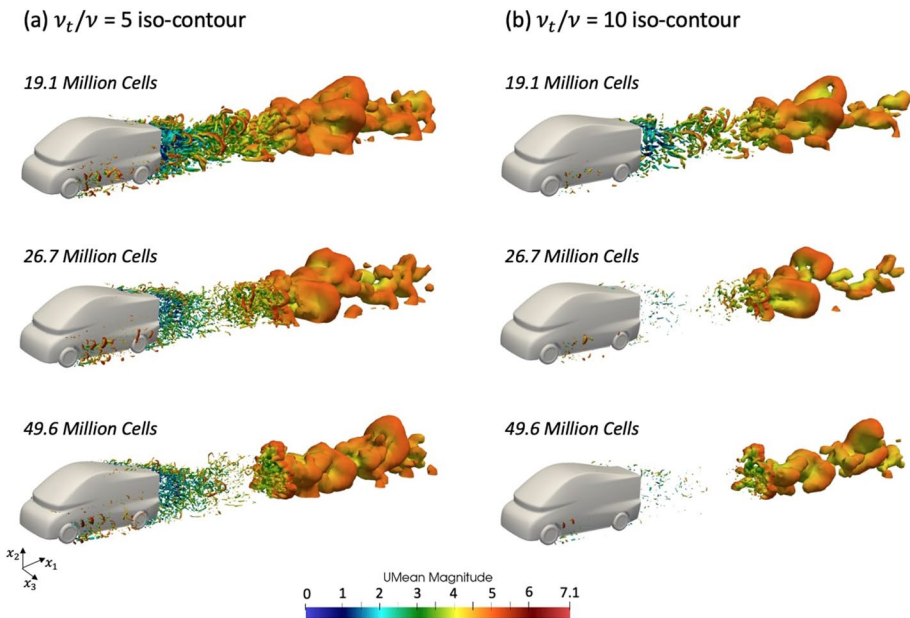 (a) νₜ/ν = 5 iso-contour
(b) νₜ/ν = 10 iso-contour
19.1 Million Cells
19.1 Million Cells
26.7 Million Cells
26.7 Million Cells
49.6 Million Cells
49.6 Million Cells
x₂
x₁
x₃
UMean Magnitude
0 1 2 3 4 5 6 7.1